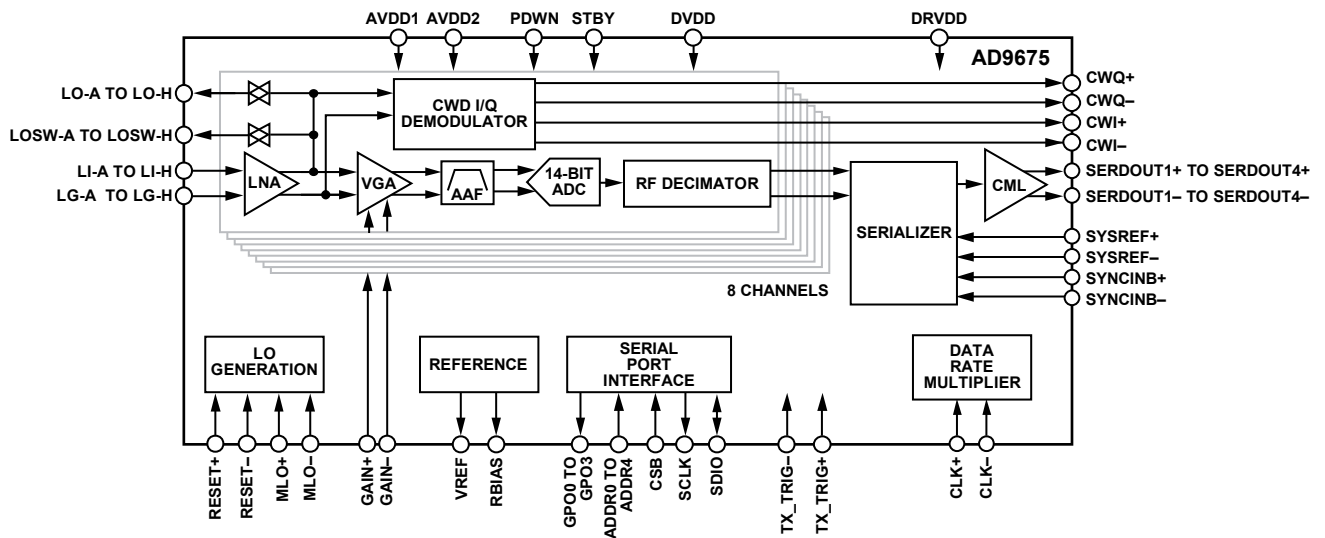 AVDD1 AVDD2 PDWN STBY DVDD DRVDD
AD9675
LO-A TO LO-H
LOSW-A TO LOSW-H
LI-A TO LI-H
LG-A TO LG-H
LNA
CWD I/Q
DEMODULATOR
VGA
AAF
14-BIT
ADC
RF DECIMATOR
SERIALIZER
CML
8 CHANNELS
CWQ+
CWQ–
CWI+
CWI–
SERDOUT1+ TO SERDOUT4+
SERDOUT1– TO SERDOUT4–
SYSREF+
SYSREF–
SYNCINB+
SYNCINB–
LO
GENERATION
REFERENCE
SERIAL
PORT
INTERFACE
DATA
RATE
MULTIPLIER
RESET+
RESET–
MLO+
MLO–
GAIN+
GAIN–
VREF
RBIAS
GPO0 TO
GPO3
ADDR0 TO
ADDR4
CSB
SCLK
SDIO
TX_TRIG–
TX_TRIG+
CLK+
CLK–